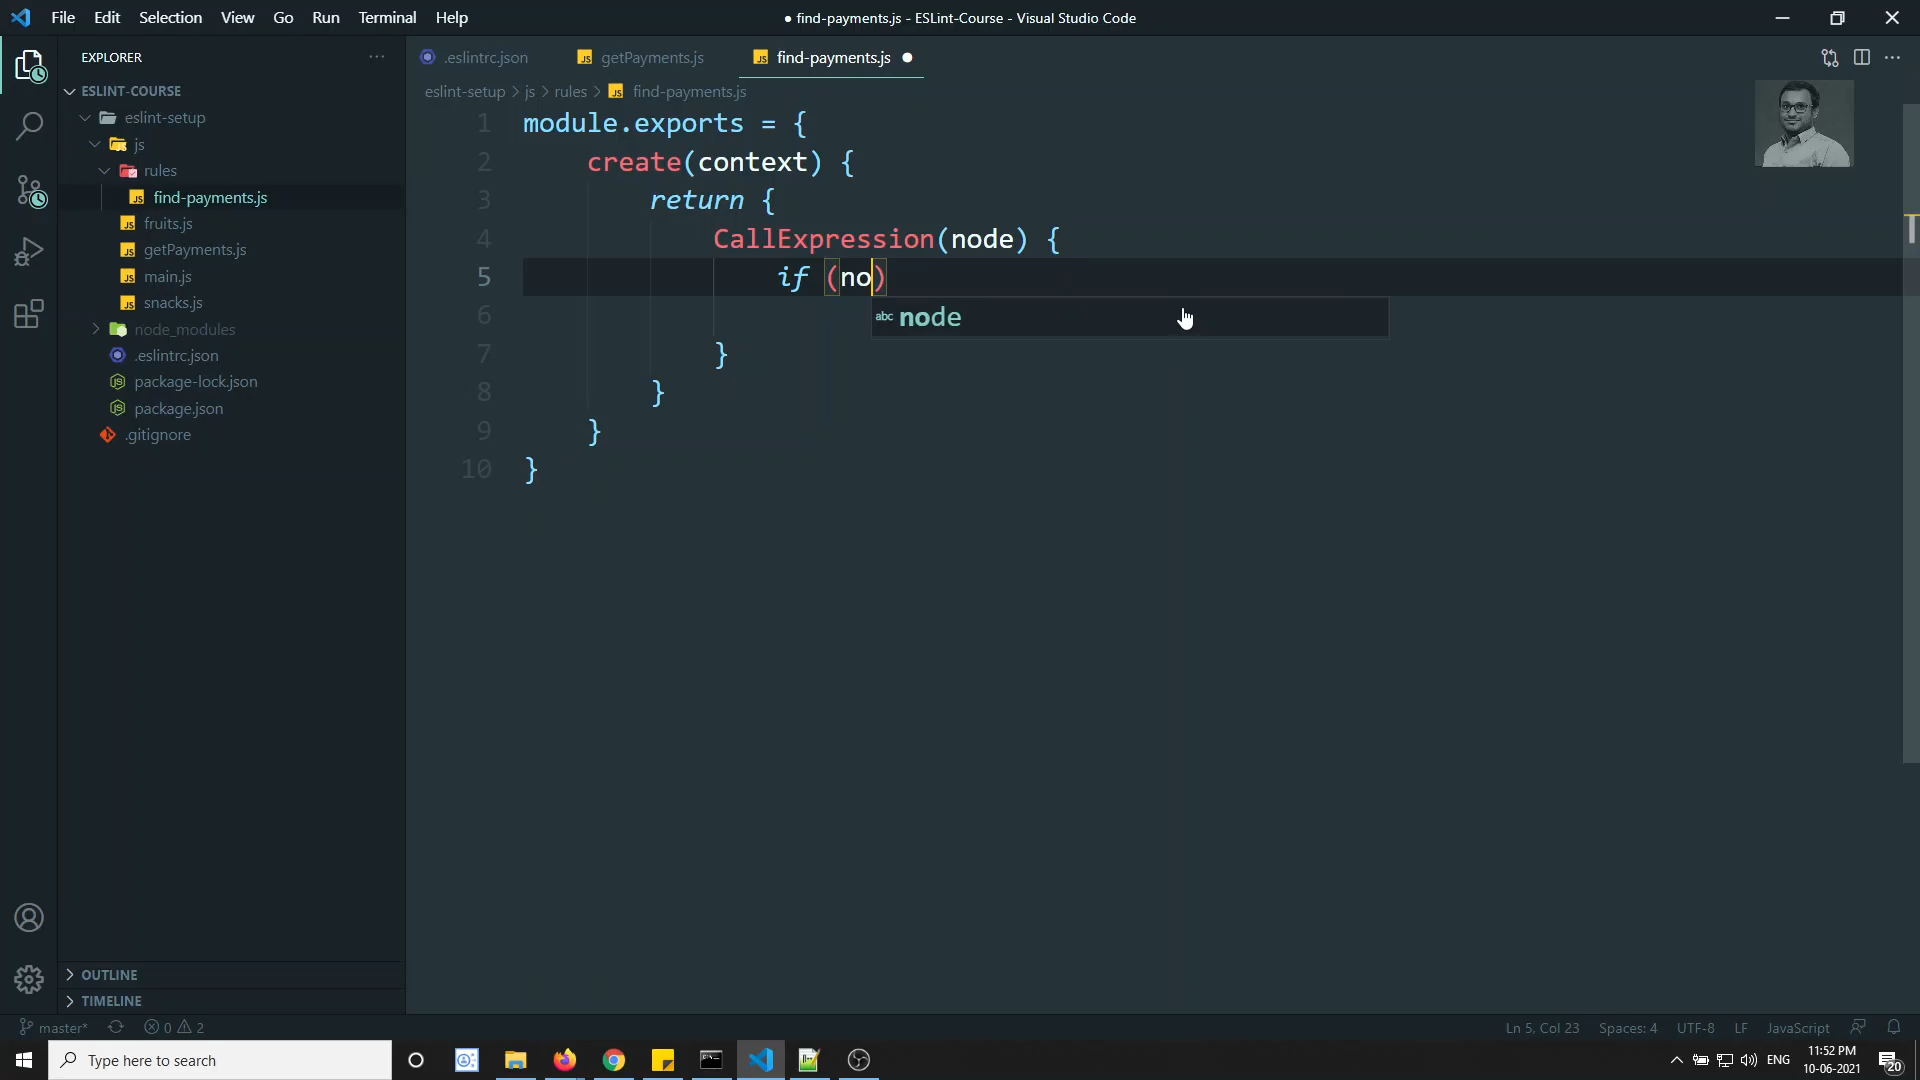 File Edit Selection View Go Run Terminal Help
● find-payments.js - ESLint-Course - Visual Studio Code
EXPLORER
ESLINT-COURSE
eslint-setup
js
rules
find-payments.js
fruits.js
getPayments.js
main.js
snacks.js
node_modules
.eslintrc.json
package-lock.json
package.json
.gitignore
OUTLINE
TIMELINE
.eslintrc.json getPayments.js find-payments.js ●
eslint-setup > js > rules > find-payments.js
1 module.exports = {
2 create(context) {
3 return {
4 CallExpression(node) {
5 if (no)
abc node
6
7 }
8 }
9 }
10 }
master* 0 2
Ln 5, Col 23 Spaces: 4 UTF-8 LF JavaScript
Type here to search
ENG
11:52 PM
10-06-2021
20